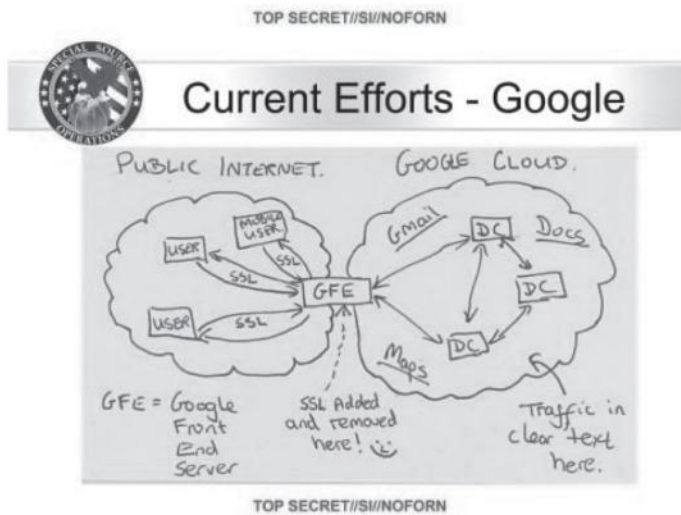 TOP SECRET//SI//NOFORN
SPECIAL SOURCE
OPERATIONS
Current Efforts - Google
PUBLIC INTERNET.
GOOGLE CLOUD.
MOBILE
USER
Gmail
DC
Docs
USER
SSL
SSL
GFE
DC
USER
SSL
DC
Maps
GFE = Google
Front
End
Server
SSL Added
and removed
here!
Traffic in
clear text
here.
TOP SECRET//SI//NOFORN